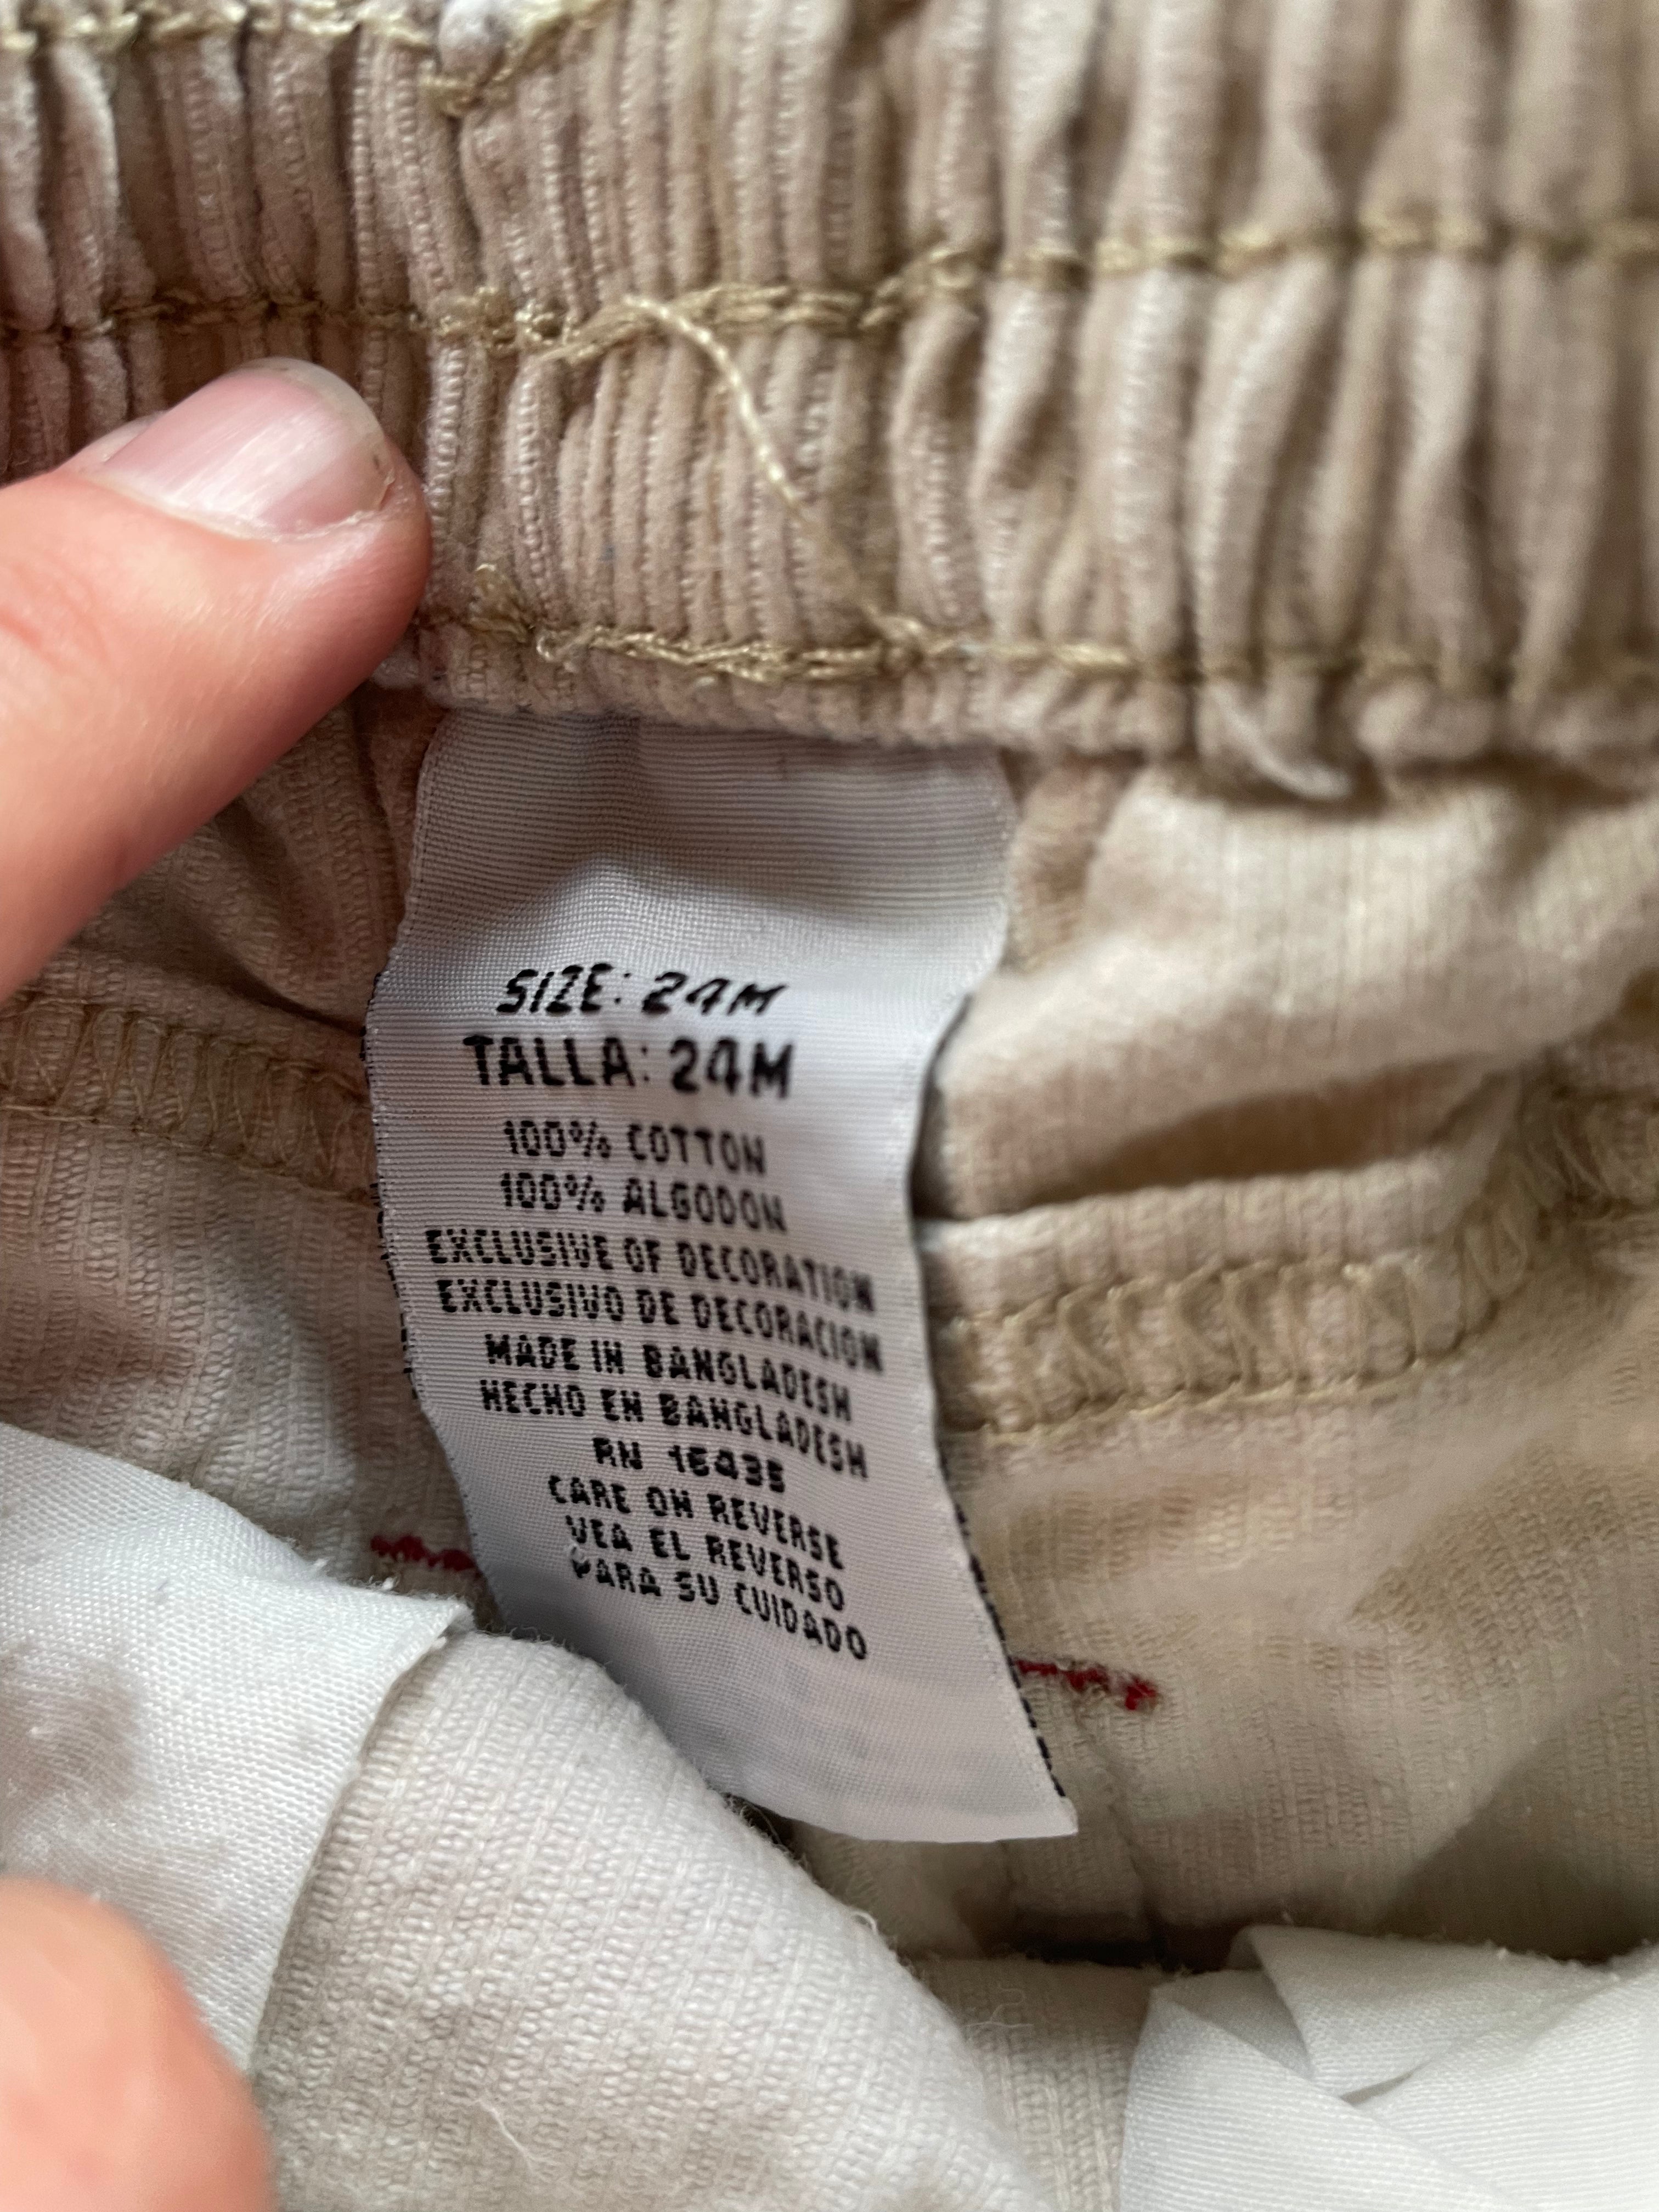 SIZE: 24M
TALLA: 24M
100% COTTON
100% ALGODON
EXCLUSIVE OF DECORATION
EXCLUSIVO DE DECORACION
MADE IN BANGLADESH
HECHO EN BANGLADESH
RN 16435
CARE ON REVERSE
VEA EL REVERSO
PARA SU CUIDADO